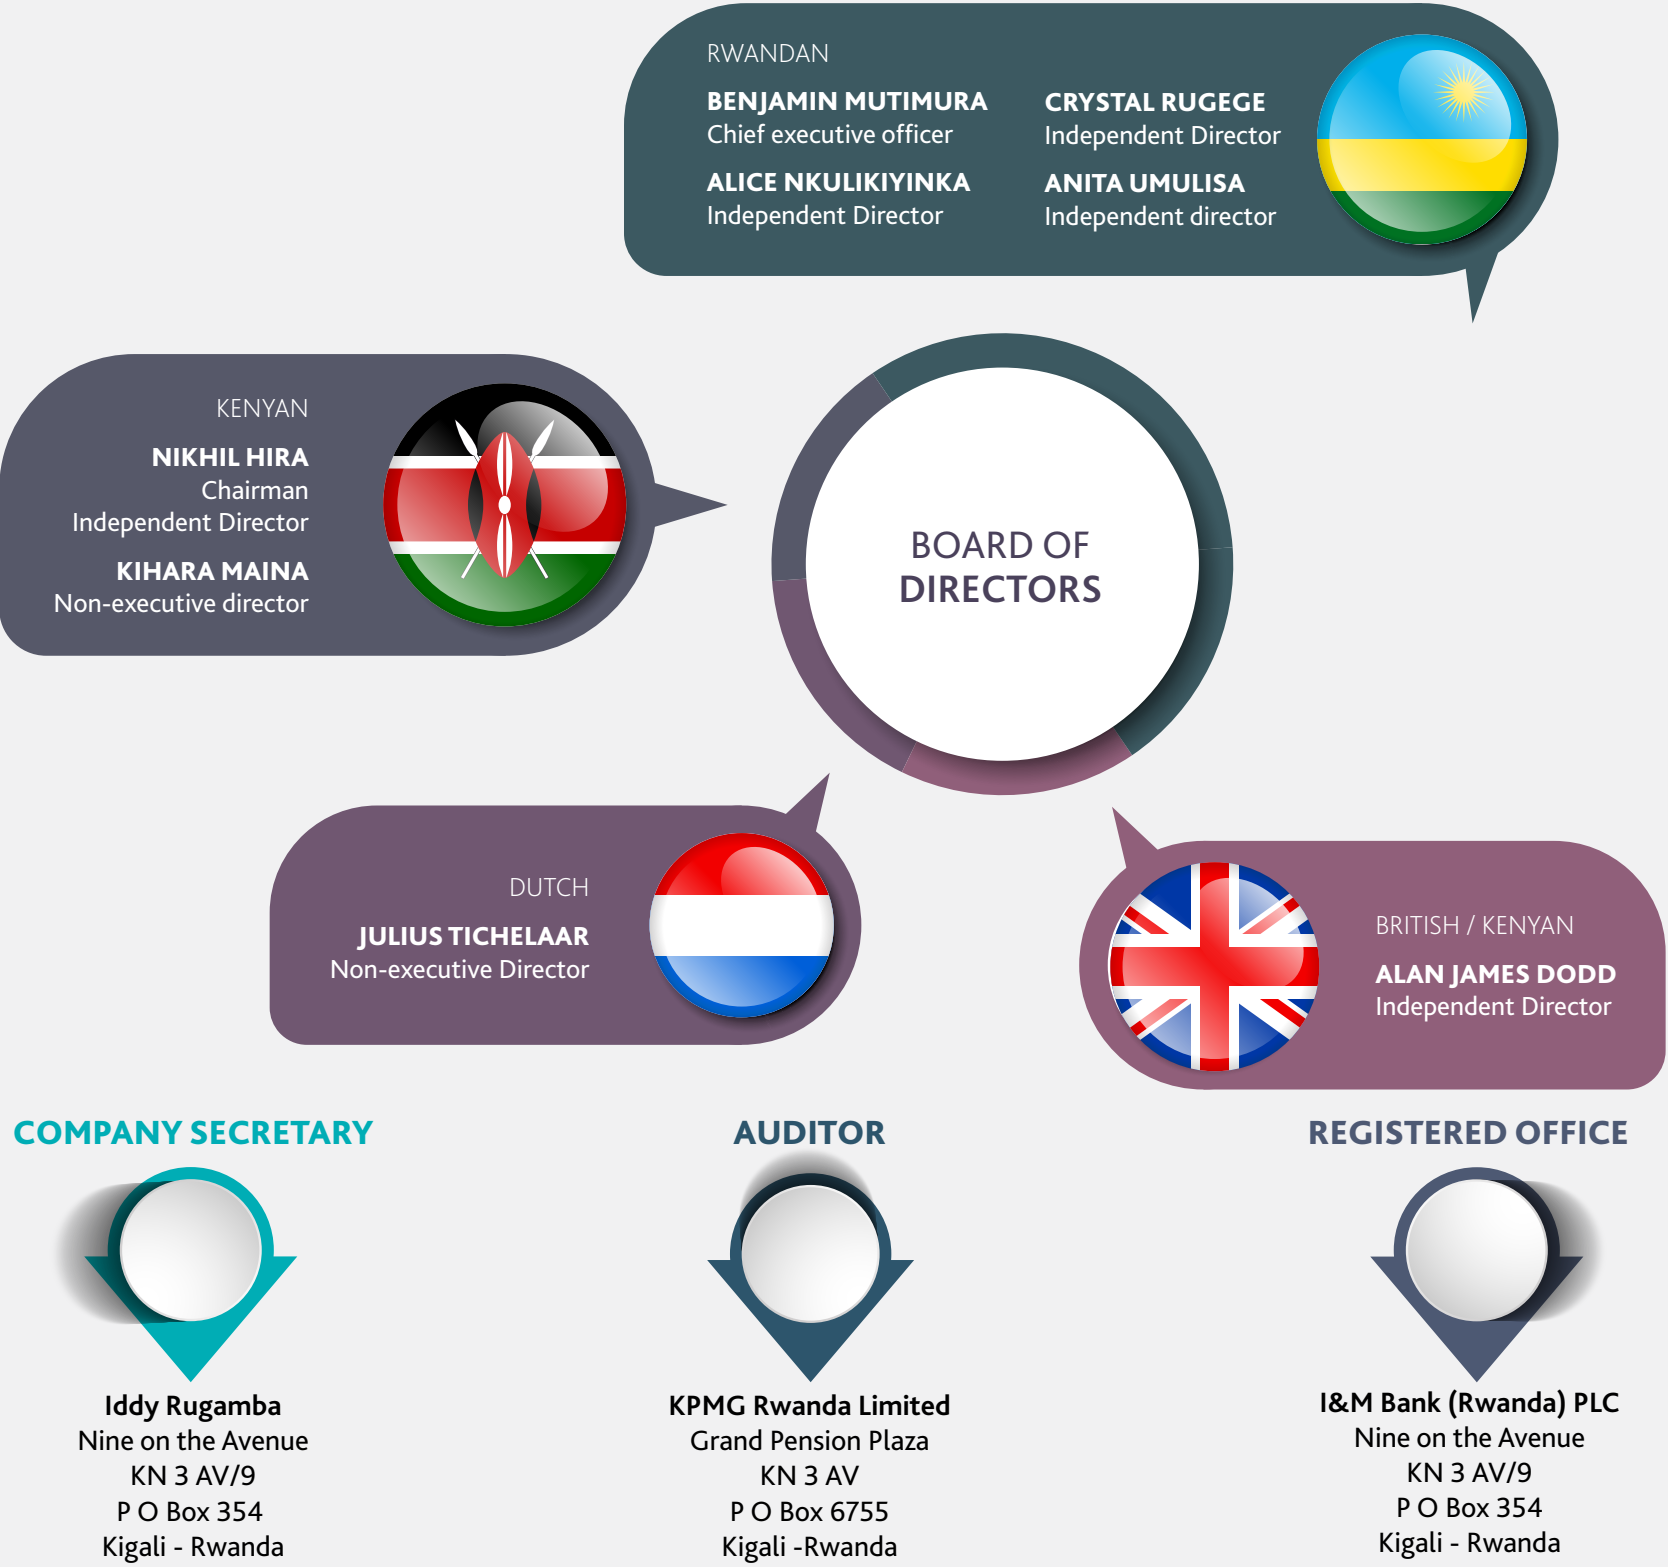 RWANDAN
BENJAMIN MUTIMURA
Chief executive officer
ALICE NKULIKIYINKA
Independent Director
CRYSTAL RUGEGE
Independent Director
ANITA UMULISA
Independent director
KENYAN
NIKHIL HIRA
Chairman
Independent Director
KIHARA MAINA
Non-executive director
BOARD OF
DIRECTORS
DUTCH
JULIUS TICHELAAR
Non-executive Director
BRITISH / KENYAN
ALAN JAMES DODD
Independent Director
COMPANY SECRETARY
Iddy Rugamba
Nine on the Avenue
KN 3 AV/9
P O Box 354
Kigali - Rwanda
AUDITOR
KPMG Rwanda Limited
Grand Pension Plaza
KN 3 AV
P O Box 6755
Kigali -Rwanda
REGISTERED OFFICE
I&M Bank (Rwanda) PLC
Nine on the Avenue
KN 3 AV/9
P O Box 354
Kigali - Rwanda